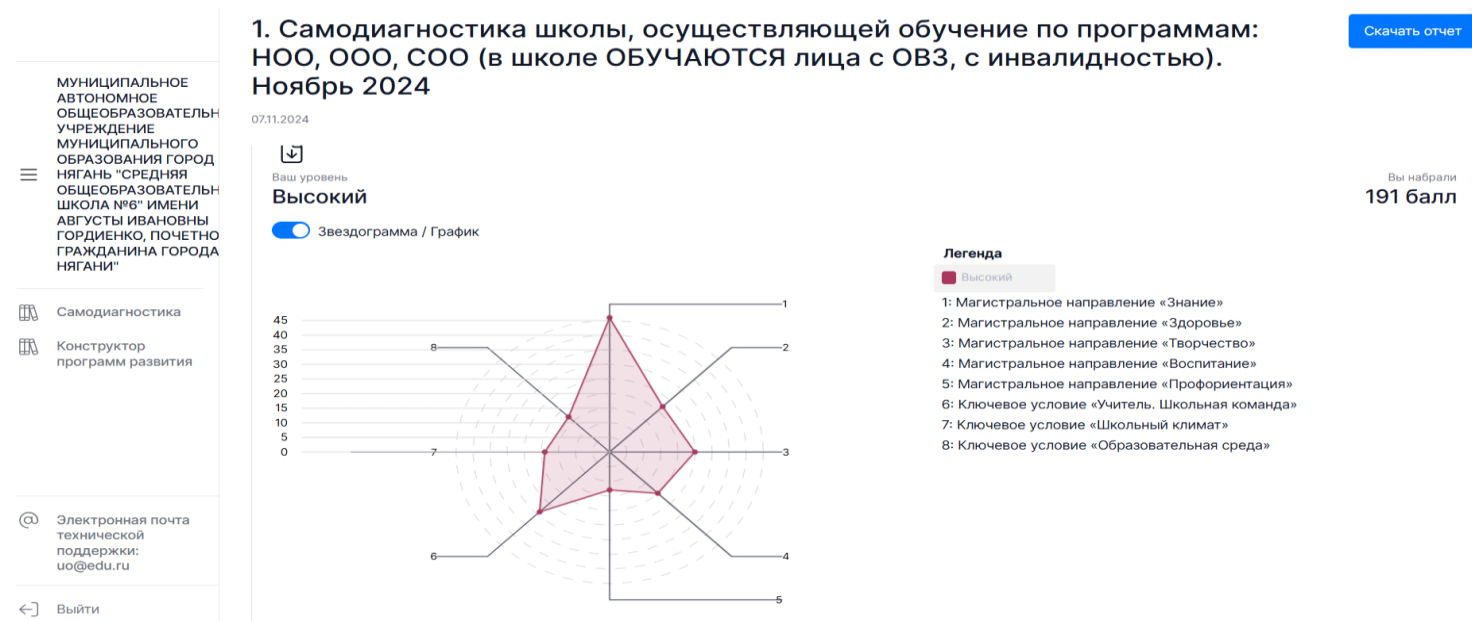 1. Самодиагностика школы, осуществляющей обучение по программам:
НОО, ООО, СОО (в школе ОБУЧАЮТСЯ лица с ОВЗ, с инвалидностью).
Ноябрь 2024
Скачать отчет
07.11.2024
МУНИЦИПАЛЬНОЕ
АВТОНОМНОЕ
ОБЩЕОБРАЗОВАТЕЛЬН
УЧРЕЖДЕНИЕ
МУНИЦИПАЛЬНОГО
ОБРАЗОВАНИЯ ГОРОД
НЯГАНЬ "СРЕДНЯЯ
ОБЩЕОБРАЗОВАТЕЛЬН
ШКОЛА №6" ИМЕНИ
АВГУСТЫ ИВАНОВНЫ
ГОРДИЕНКО, ПОЧЕТНО
ГРАЖДАНИНА ГОРОДА
НЯГАНИ"
Самодиагностика
Конструктор
программ развития
Электронная почта
технической
поддержки:
uo@edu.ru
Выйти
Ваш уровень
Высокий
Вы набрали
191 балл
Звездограмма / График
45
40
35
30
25
20
15
10
5
0
1
2
3
4
5
6
7
8
Легенда
Высокий
1: Магистральное направление «Знание»
2: Магистральное направление «Здоровье»
3: Магистральное направление «Творчество»
4: Магистральное направление «Воспитание»
5: Магистральное направление «Профориентация»
6: Ключевое условие «Учитель. Школьная команда»
7: Ключевое условие «Школьный климат»
8: Ключевое условие «Образовательная среда»